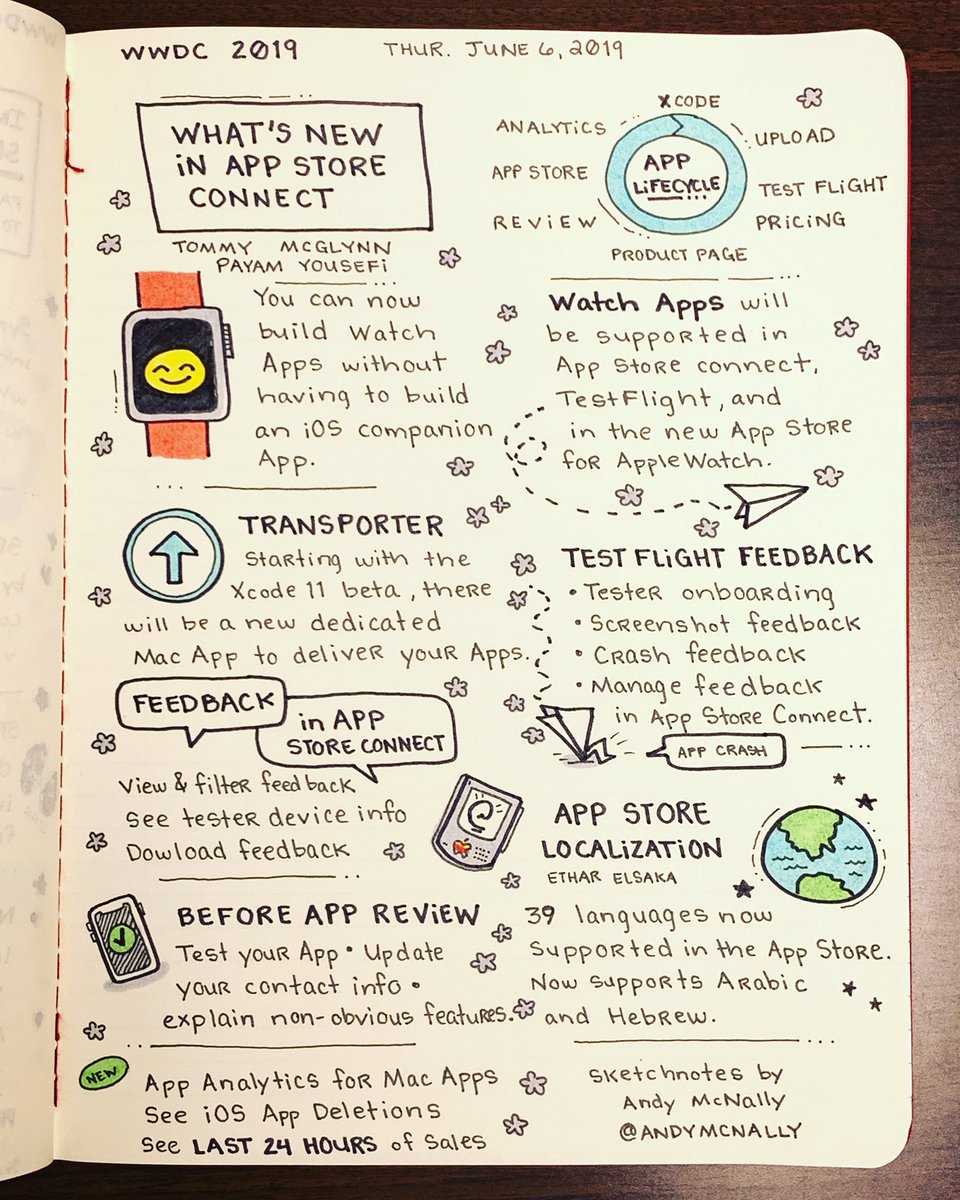 WWDC 2019
THUR. JUNE 6, 2019
WHAT'S NEW
IN APP STORE
CONNECT
TOMMY MCGLYNN
PAYAM YOUSEFI
XCODE
ANALYTICS
UPLOAD
APP STORE
APP
LIFECYCLE
TEST FLIGHT
REVIEW
PRICING
PRODUCT PAGE
You can now
build Watch
Apps without
having to build
an iOS companion
App.
Watch Apps will
be supported in
App Store connect,
TestFlight, and
in the new App Store
for AppleWatch.
TRANSPORTER
Starting with the
Xcode 11 beta, there
will be a new dedicated
Mac App to deliver your Apps.
TEST FLIGHT FEEDBACK
• Tester onboarding
• Screenshot feedback
• Crash feedback
• Manage feedback
in App Store Connect.
APP CRASH
FEEDBACK
in APP
STORE CONNECT
View & filter feedback
See tester device info
Dowload feedback
APP STORE
LOCALIZATION
ETHAR ELSAKA
39 languages now
supported in the App Store.
Now supports Arabic
and Hebrew.
BEFORE APP REVIEW
Test your App • Update
your contact info •
explain non-obvious features.
NEW
App Analytics for Mac Apps
See iOS App Deletions
See LAST 24 HOURS of Sales
Sketchnotes by
Andy McNally
@ANDYMCNALLY